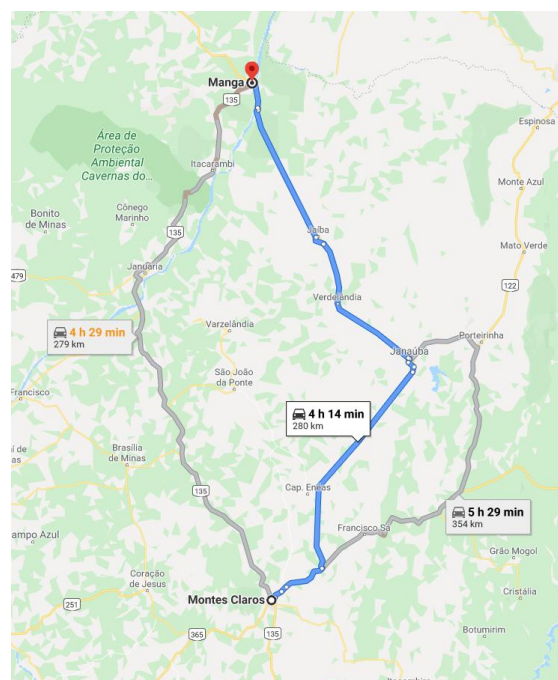 Manga
135
Espinosa
Área de
Proteção
Ambiental
Cavernas do...
Itacarambi
Monte Azul
Cônego
Marinho
Bonito
de Minas
135
Jaíba
Mato Verde
479
Januária
122
Verdelândia
4 h 29 min
279 km
Varzelândia
Porteirinha
Janaúba
São João
da Ponte
Francisco
4 h 14 min
280 km
Brasília
de Minas
135
Cap. Enéas
5 h 29 min
354 km
ampo Azul
Francisco Sá
Grão Mogol
Coração
de Jesus
Cristália
251
Montes Claros
365
135
Botumirim